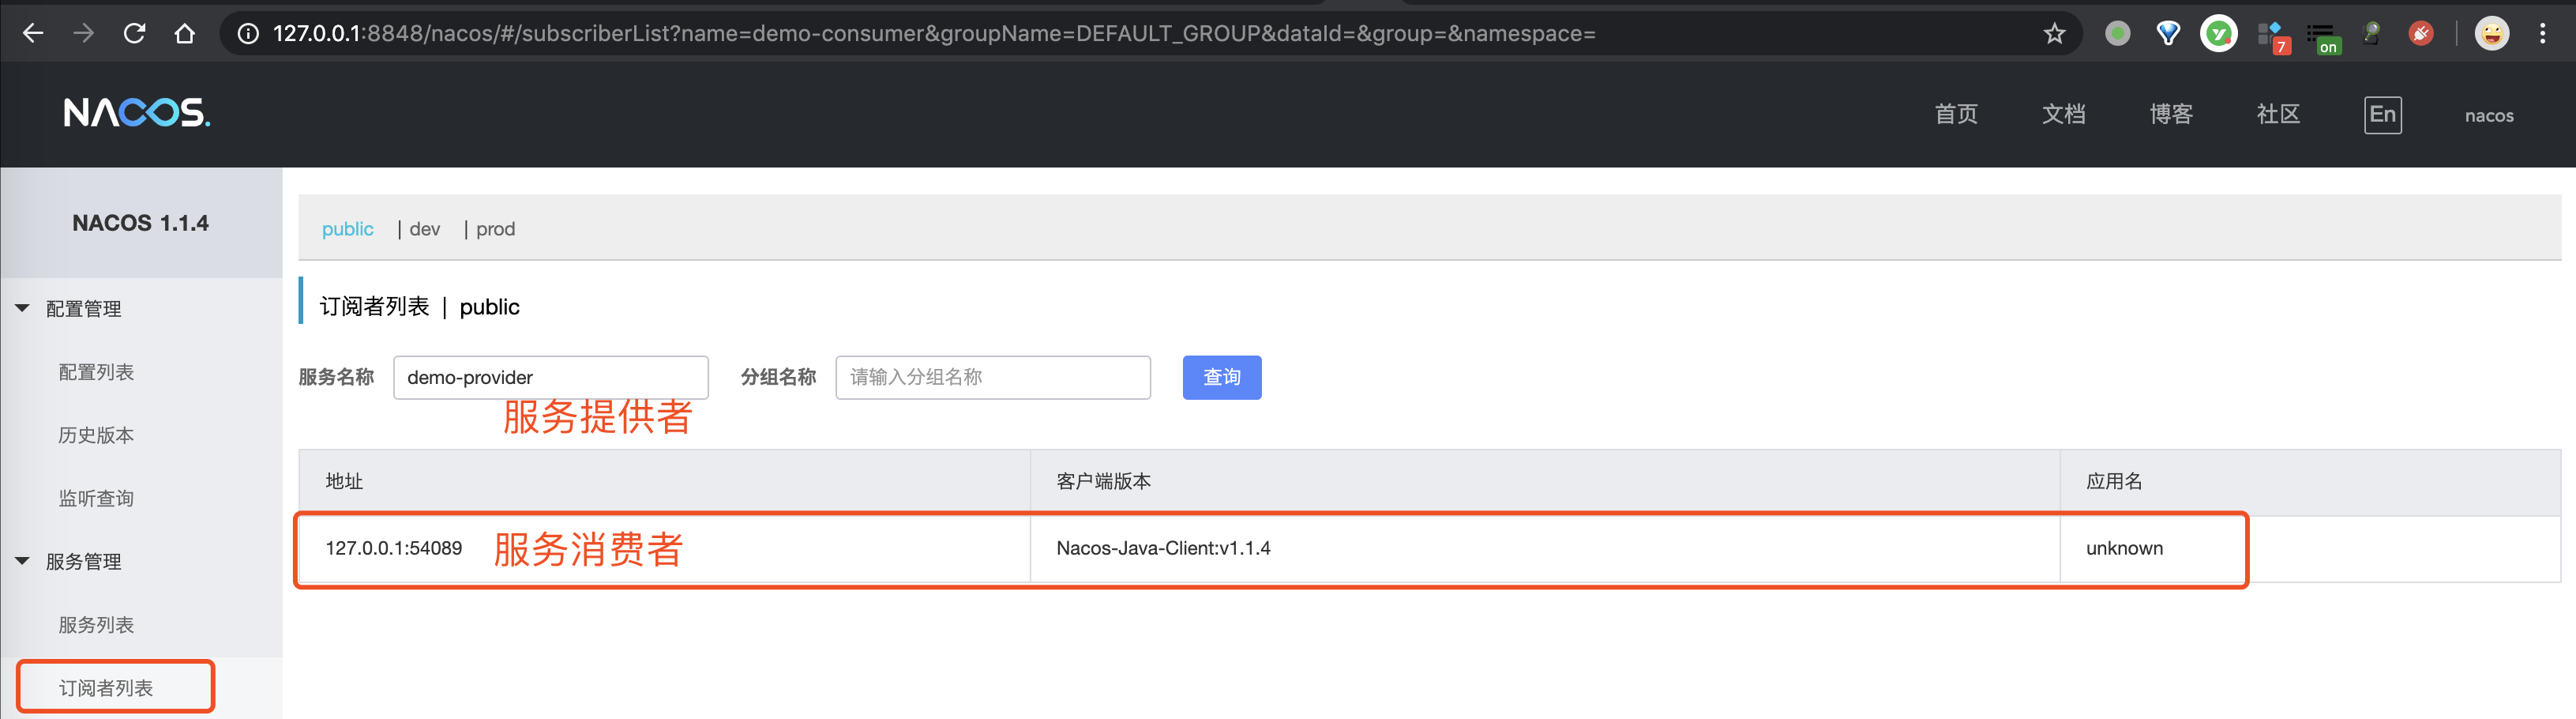 127.0.0.1:8848/nacos/#/subscriberList?name=demo-consumer&groupName=DEFAULT_GROUP&dataId=&group=&namespace=
7
on
NACOS.
首页 文档 博客 社区 En nacos
NACOS 1.1.4
public | dev | prod
配置管理
订阅者列表 | public
配置列表
服务名称 demo-provider 分组名称 请输入分组名称 查询
服务提供者
历史版本
地址 客户端版本 应用名
监听查询
127.0.0.1:54089 服务消费者 Nacos-Java-Client:v1.1.4 unknown
服务管理
服务列表
订阅者列表